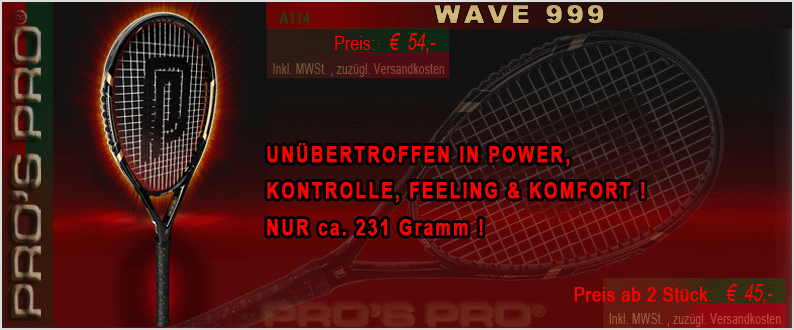 PRO'S PRO®
A114
WAVE 999
Preis: € 54,-
Inkl. MWSt. , zuzügl. Versandkosten
UNÜBERTROFFEN IN POWER,
KONTROLLE, FEELING & KOMFORT !
NUR ca. 231 Gramm !
Preis ab 2 Stück: € 45,-
Inkl. MWSt. , zuzügl. Versandkosten
PRO'S PRO®